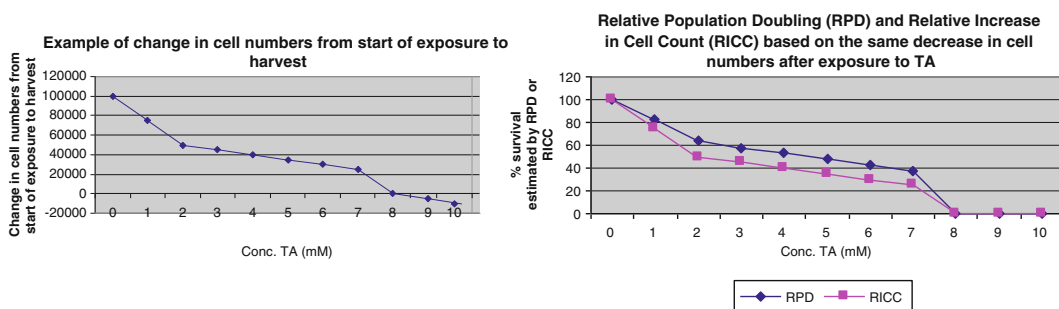 Example of change in cell numbers from start of exposure to
harvest
Change in cell numbers from
start of exposure to harvest
120000
100000
80000
60000
40000
20000
0
-20000
0 1 2 3 4 5 6 7 8 9 10
Conc. TA (mM)
Relative Population Doubling (RPD) and Relative Increase
in Cell Count (RICC) based on the same decrease in cell
numbers after exposure to TA
% survival
estimated by RPD or
RICC
120
100
80
60
40
20
0
0 1 2 3 4 5 6 7 8 9 10
Conc. TA (mM)
RPD RICC